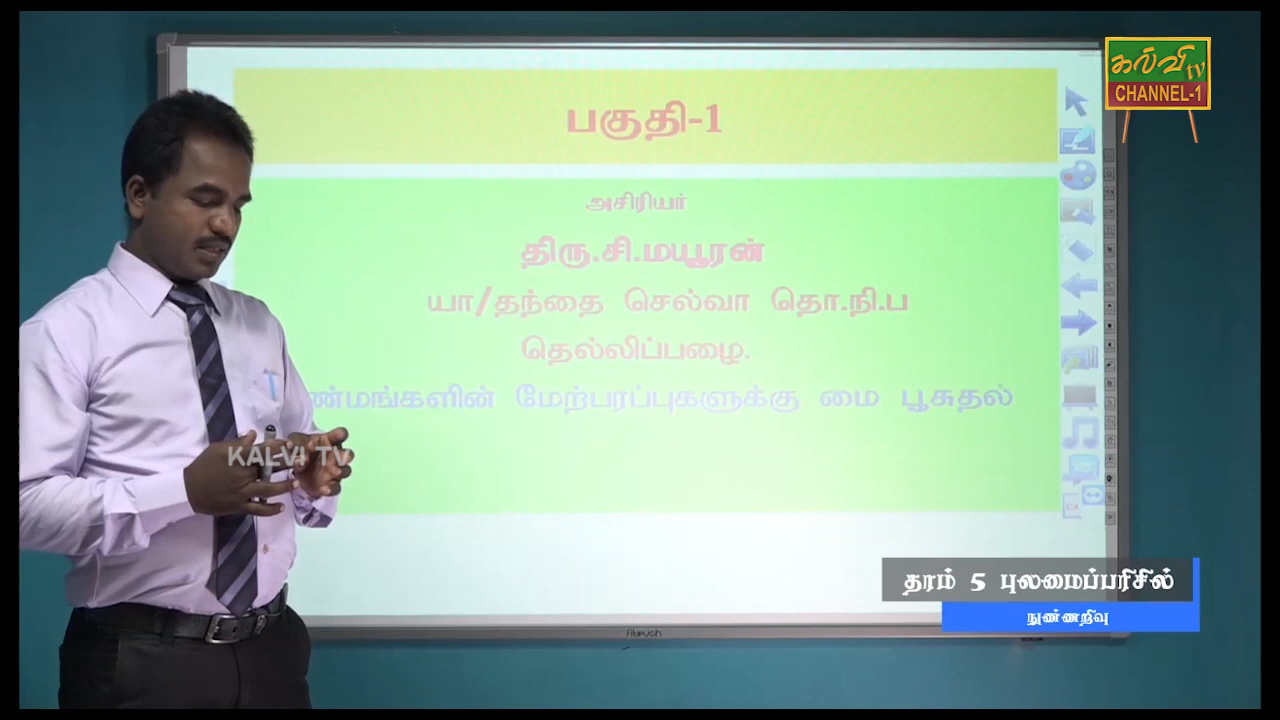 கல்வி tv
CHANNEL-1
பகுதி-1
அசிரியர்
திரு.சி.மயூரன்
யா/தந்தை செல்வா தொ.நி.ப
தெல்லிப்பழை.
ண்மங்களின் மேற்பரப்புகளுக்கு மை பூசுதல்
KALVI TV
தரம் 5 புலமைப்பரிசில்
நுண்ணறிவு